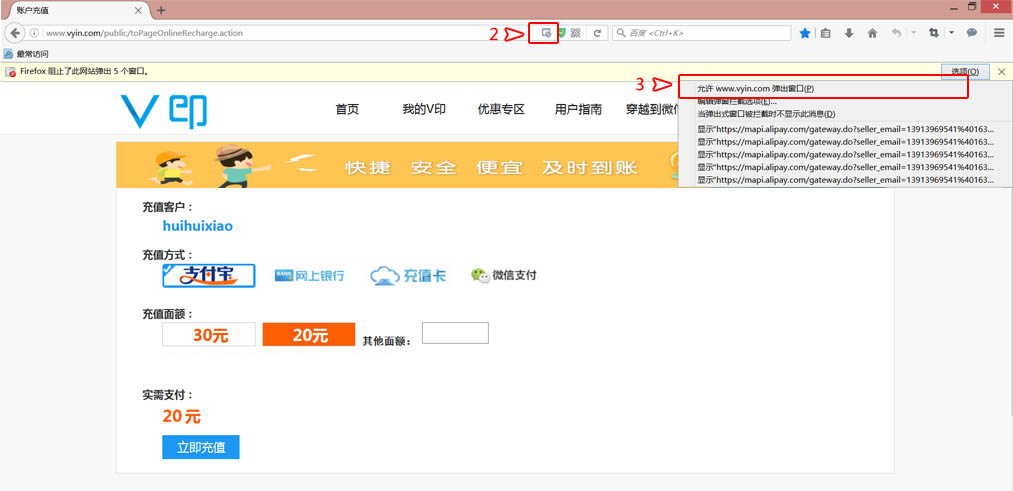 账户充值
www.vyin.com/public/toPageOnlineRecharge.action
2
百度 <Ctrl+K>
最常访问
Firefox 阻止了此网站弹出 5 个窗口。
选项(O)
3
允许 www.vyin.com 弹出窗口(P)
编辑弹窗拦截选项(E)...
当弹出式窗口被拦截时不显示此消息(D)
显示"https://mapi.alipay.com/gateway.do?seller_email=13913969541%40163...
显示"https://mapi.alipay.com/gateway.do?seller_email=13913969541%40163...
显示"https://mapi.alipay.com/gateway.do?seller_email=13913969541%40163...
显示"https://mapi.alipay.com/gateway.do?seller_email=13913969541%40163...
显示"https://mapi.alipay.com/gateway.do?seller_email=13913969541%40163...
V印
首页 我的V印 优惠专区 用户指南 穿越到微信
快捷 安全 便宜 及时到账
充值客户：
huihuixiao
充值方式：
支付宝 BANK 网上银行 充值卡 微信支付
充值面额：
30元 20元 其他面额：
实需支付：
20 元
立即充值